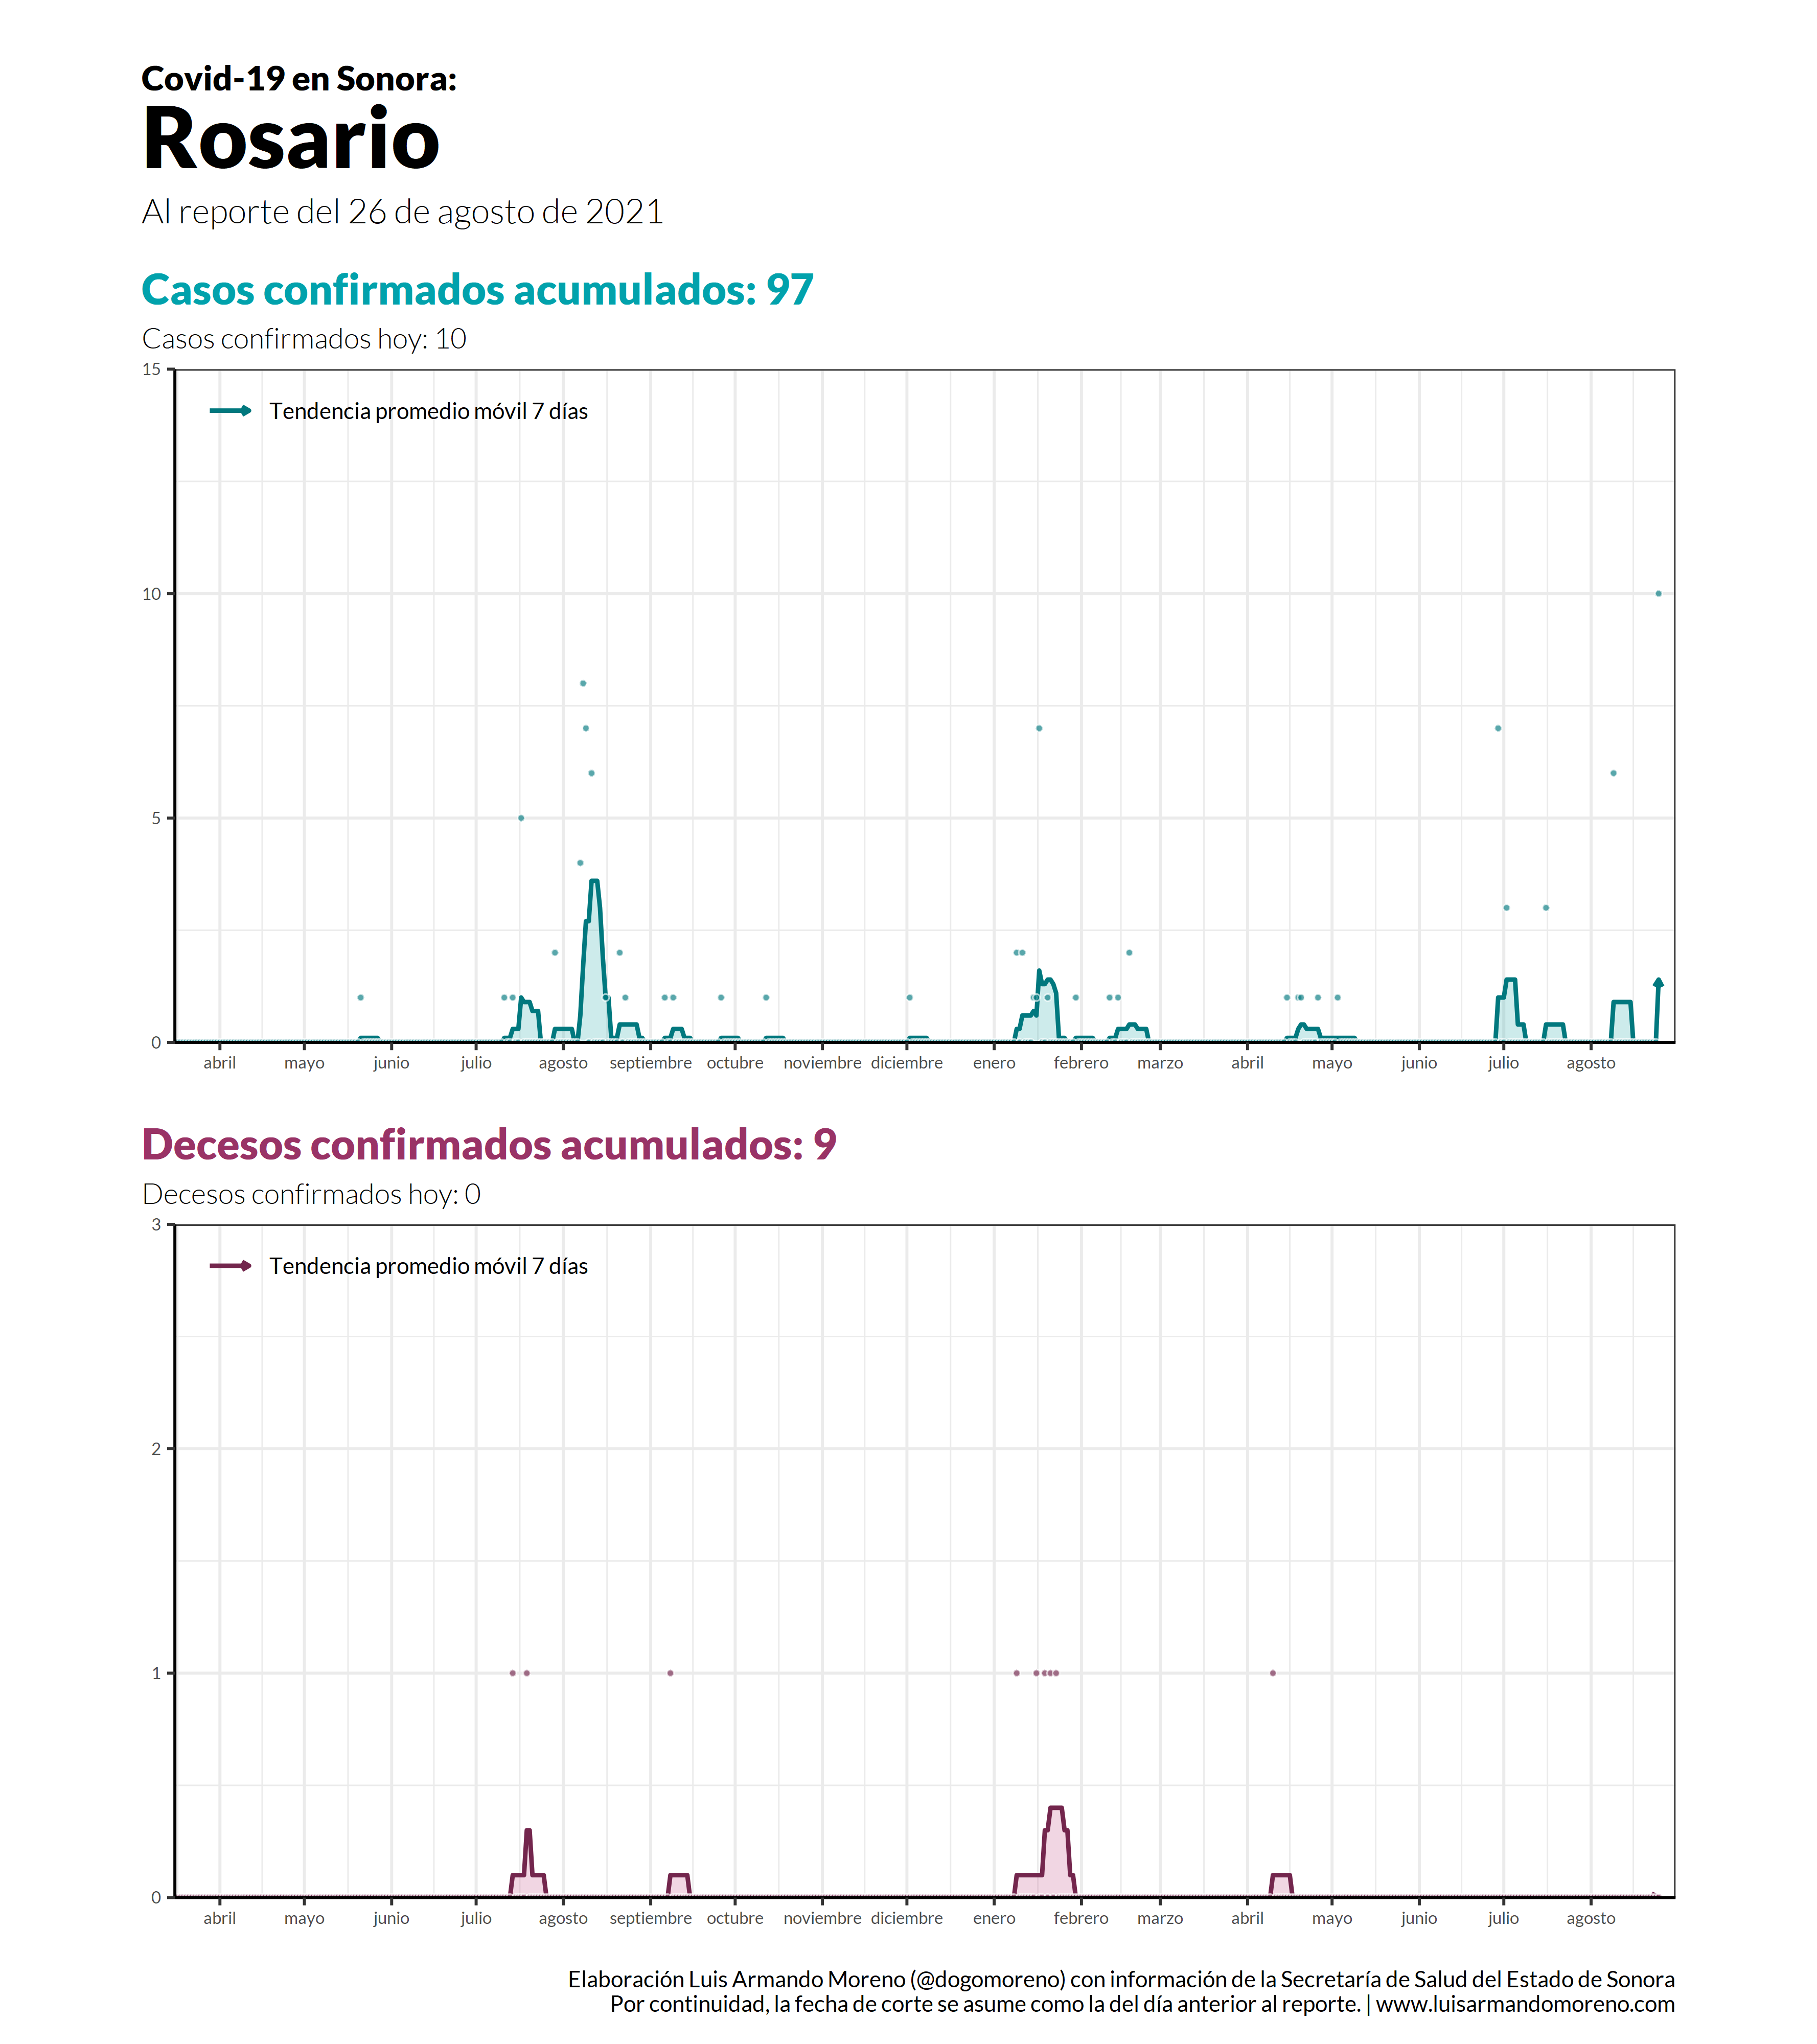 Covid-19 en Sonora:
Rosario
Al reporte del 26 de agosto de 2021
Casos confirmados acumulados: 97
Casos confirmados hoy: 10
15
Tendencia promedio móvil 7 días
10
5
0
abril mayo junio julio agosto septiembre octubre noviembre diciembre enero febrero marzo abril mayo junio julio agosto
Decesos confirmados acumulados: 9
Decesos confirmados hoy: 0
3
Tendencia promedio móvil 7 días
2
1
0
abril mayo junio julio agosto septiembre octubre noviembre diciembre enero febrero marzo abril mayo junio julio agosto
Elaboración Luis Armando Moreno (@dogomoreno) con información de la Secretaría de Salud del Estado de Sonora
Por continuidad, la fecha de corte se asume como la del día anterior al reporte. | www.luisarmandomoreno.com